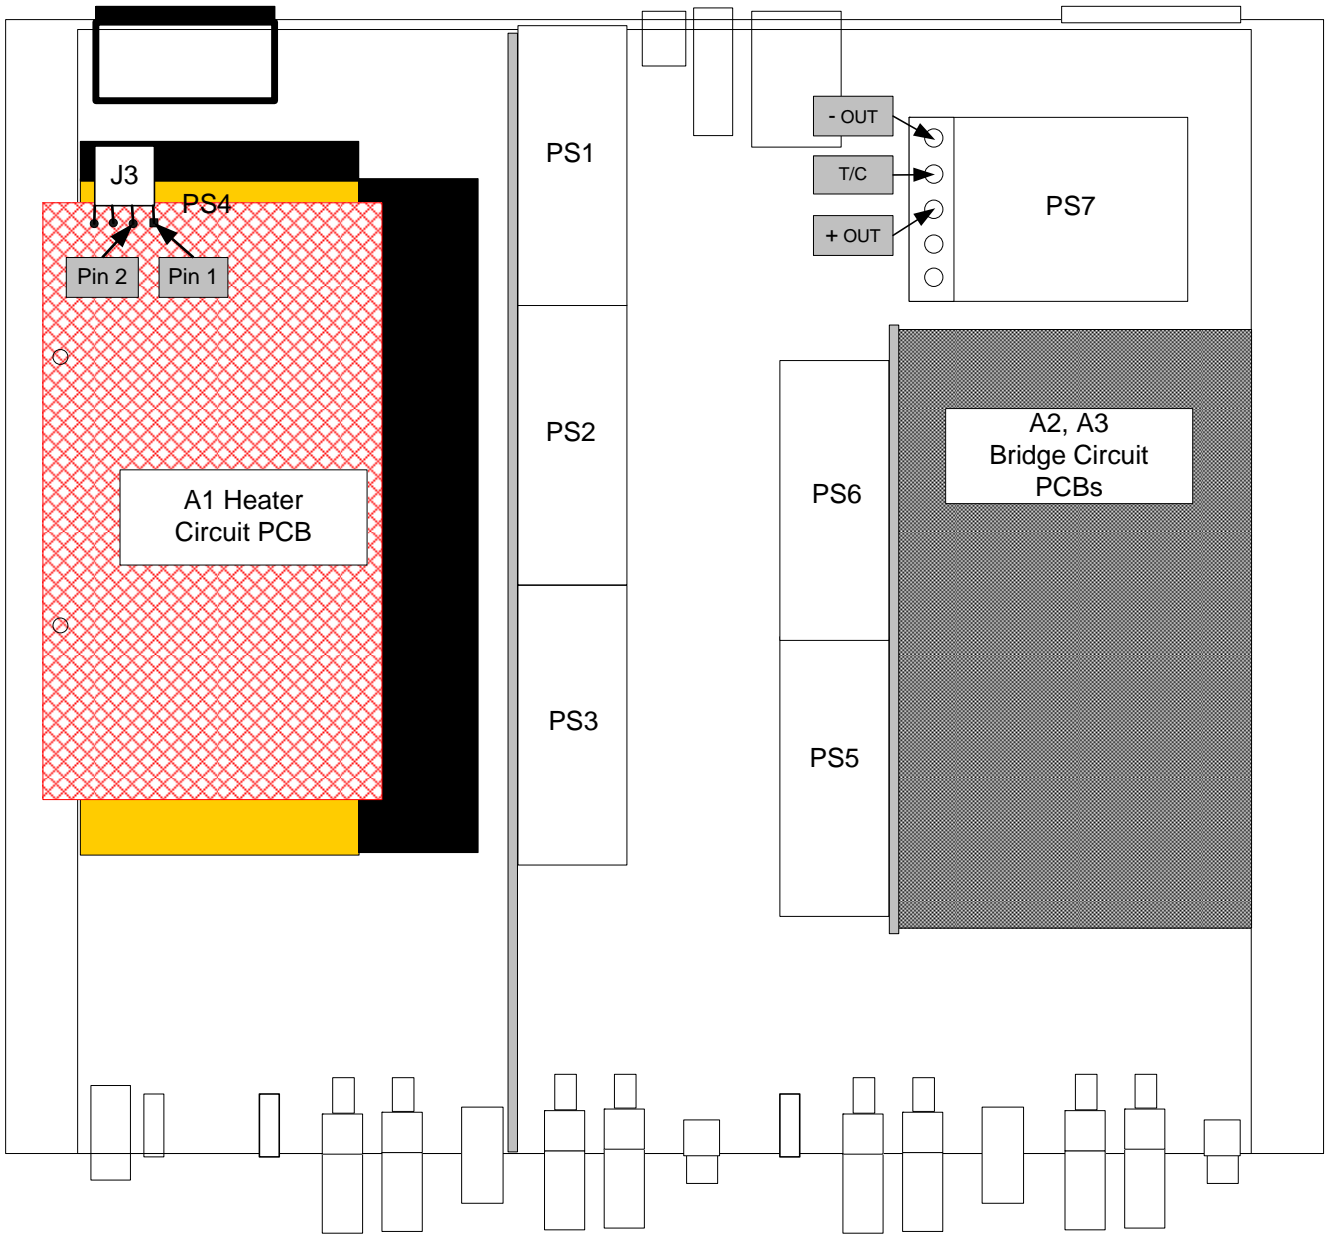 - OUT
PS1
T/C
J3
PS4
PS7
+ OUT
Pin 2
Pin 1
A2, A3
Bridge Circuit
PCBs
PS2
PS6
A1 Heater
Circuit PCB
PS3
PS5